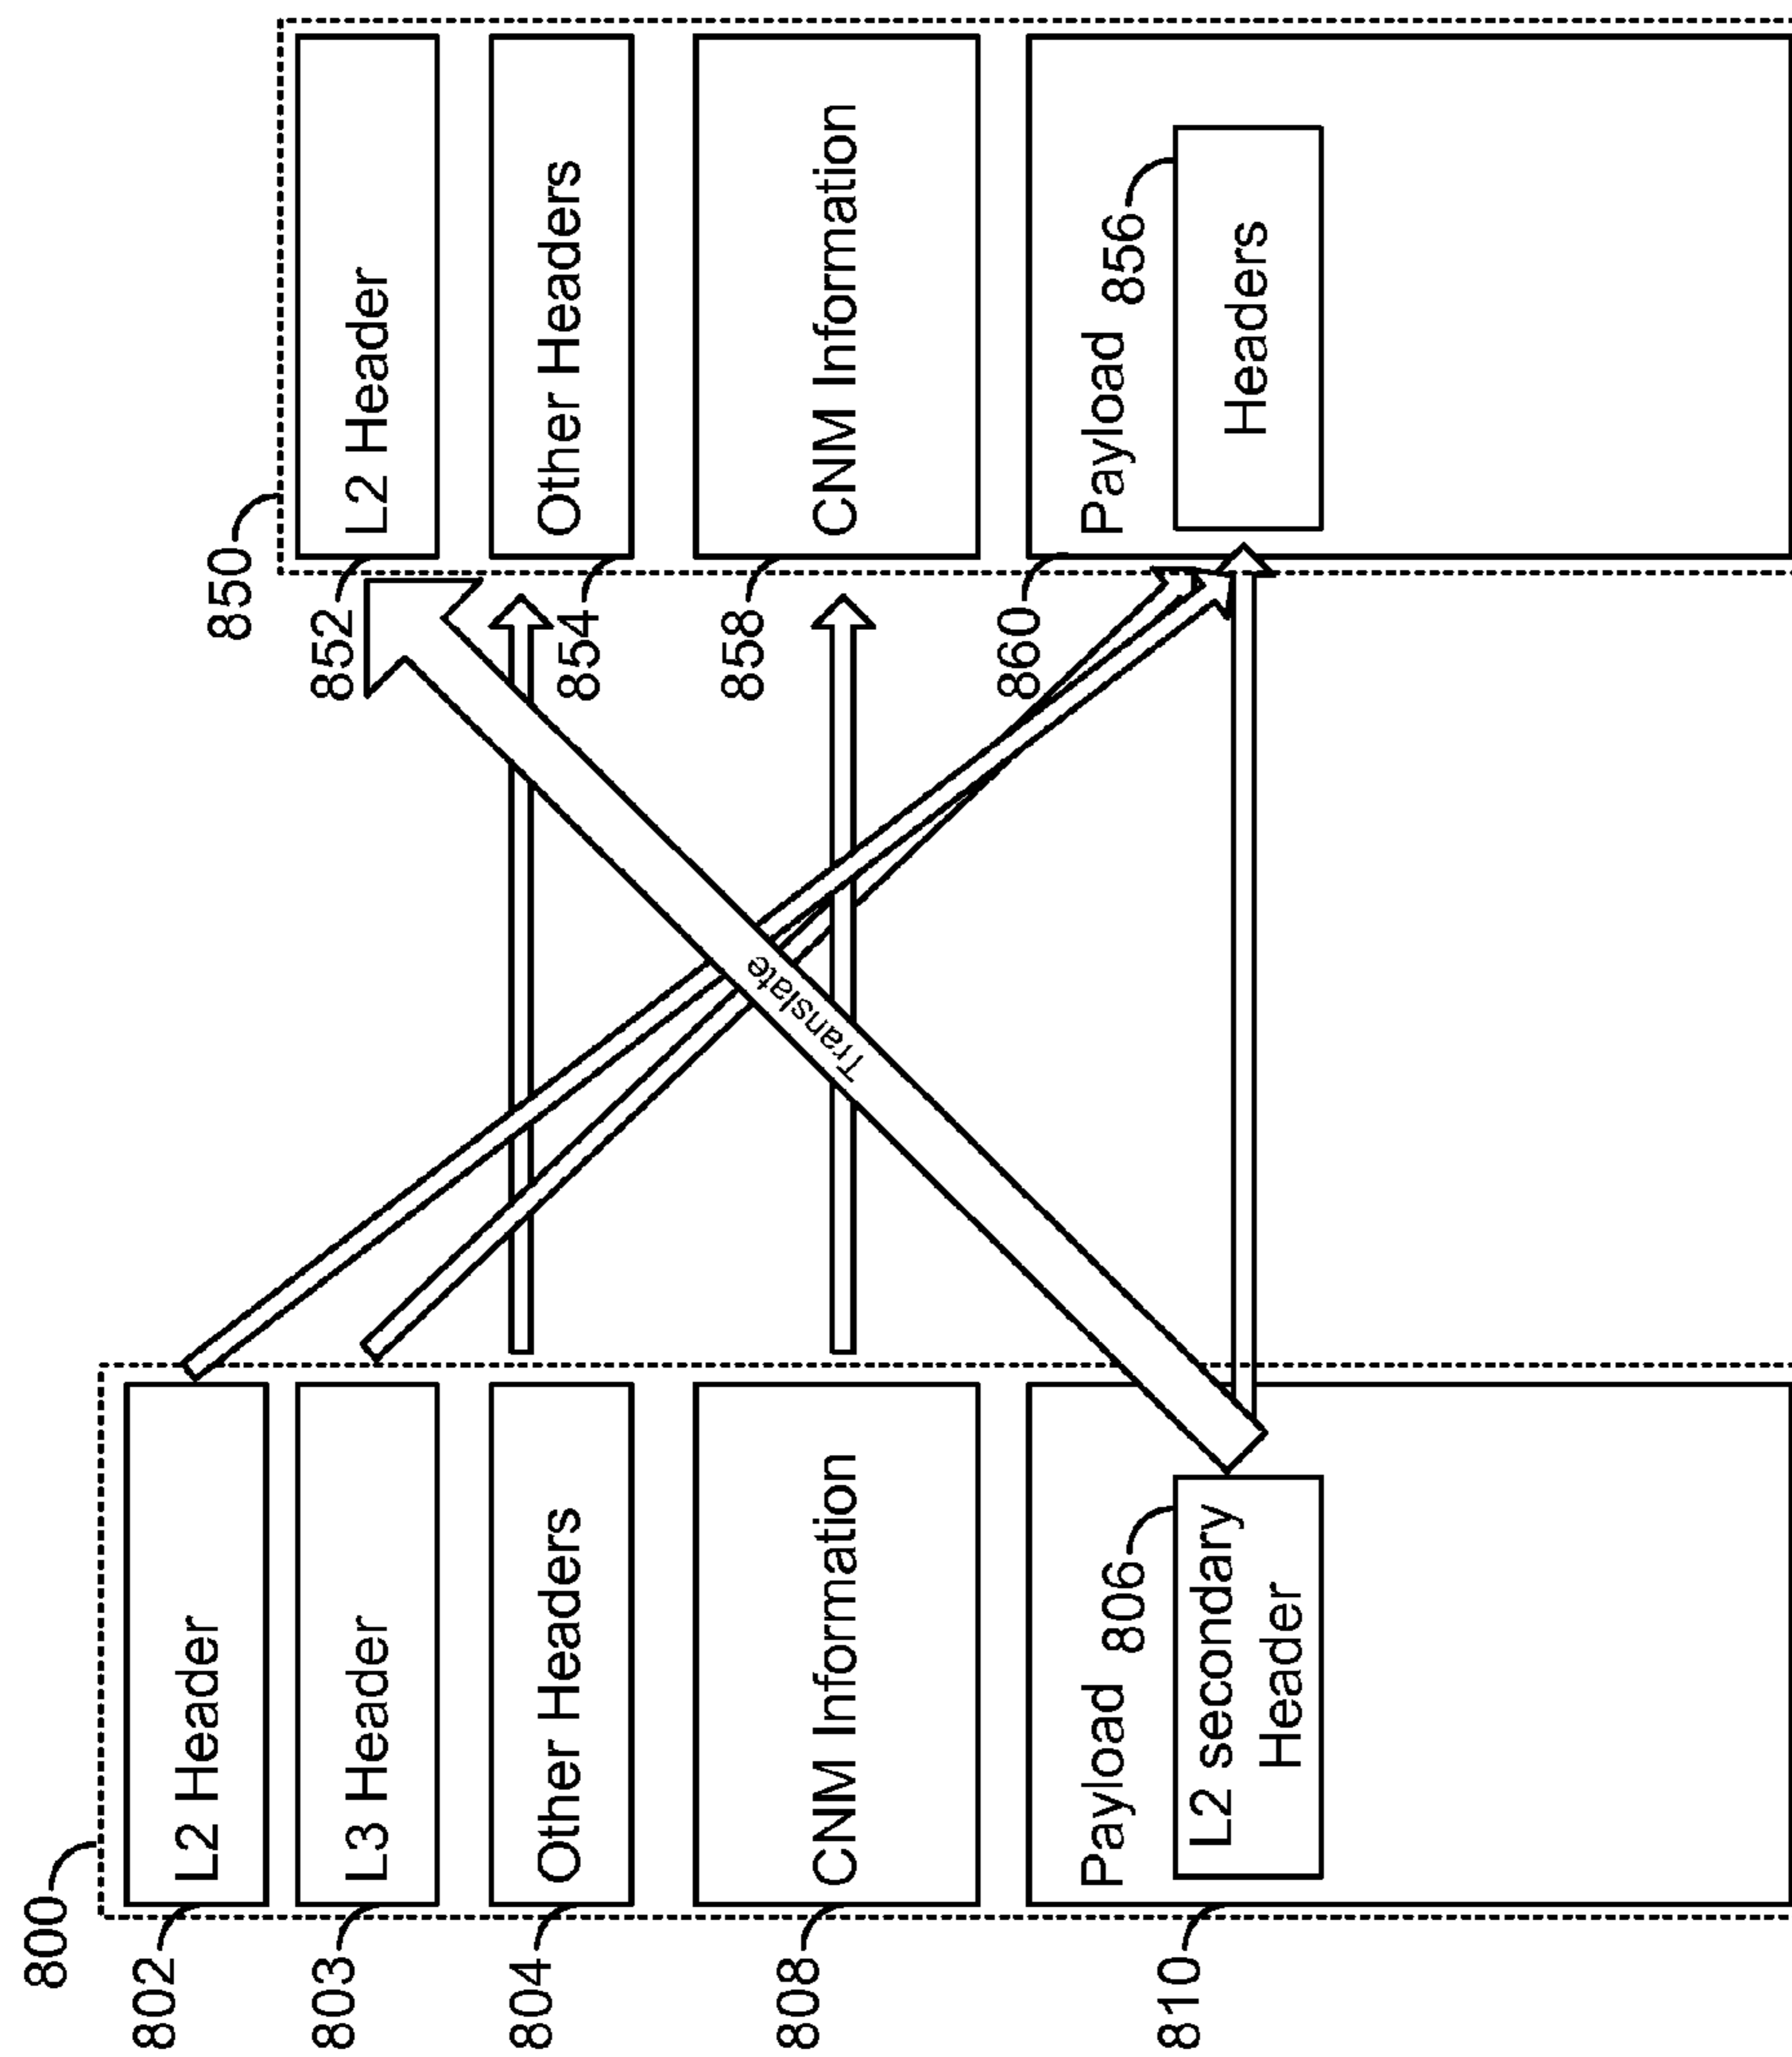 800
802
L2 Header
803
L3 Header
804
Other Headers
808
CNM Information
810
Payload
806
L2 secondary
Header
Translate
850
852
L2 Header
854
Other Headers
858
CNM Information
860
Payload
856
Headers